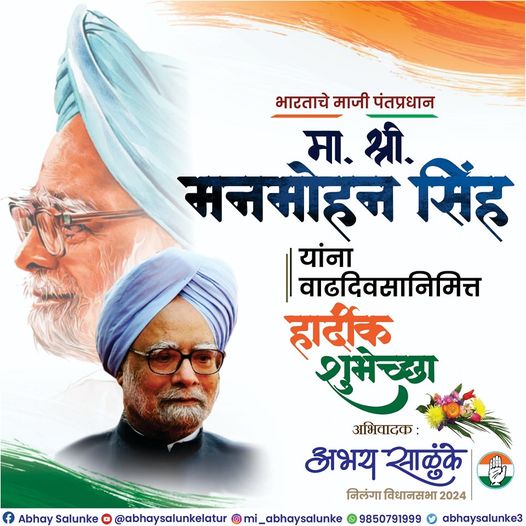 भारताचे माजी पंतप्रधान
मा. श्री.
मनमोहन सिंह
यांना
वाढदिवसानिमित्त
हार्दीक
शुभेच्छा
अभिवादक :
अभय साळुंके
निलंगा विधानसभा 2024
Abhay Salunke @abhaysalunkelatur mi_abhaysalunke 9850791999 abhaysalunke3